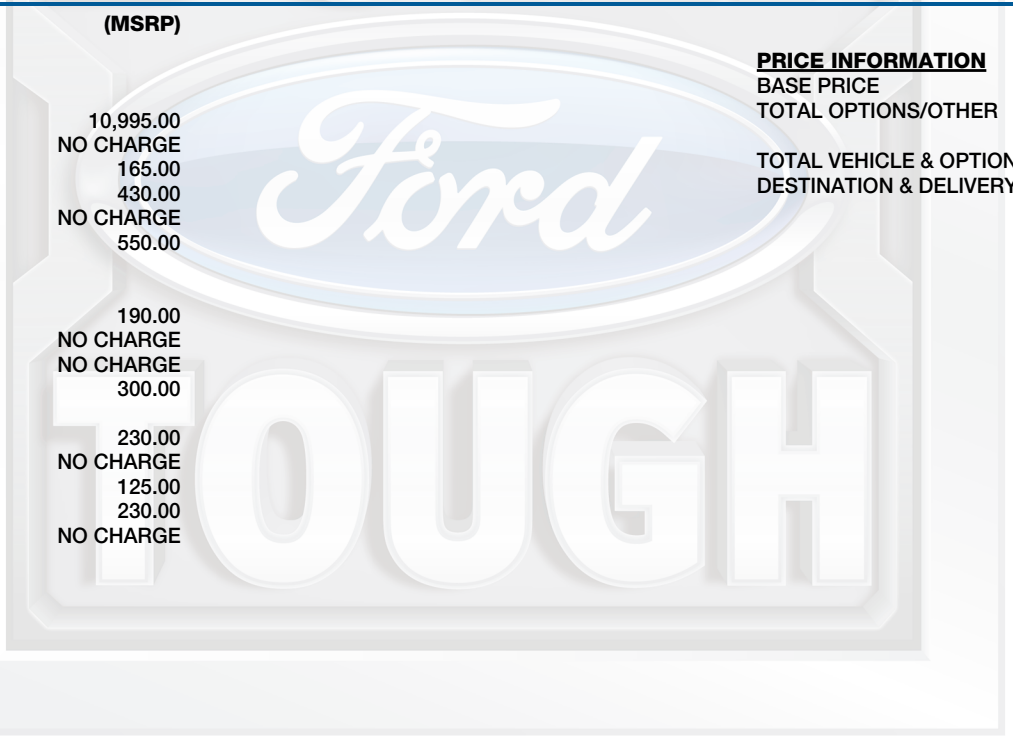 (MSRP)
10,995.00
NO CHARGE
165.00
430.00
NO CHARGE
550.00
190.00
NO CHARGE
NO CHARGE
300.00
230.00
NO CHARGE
125.00
230.00
NO CHARGE
PRICE INFORMATION
BASE PRICE
TOTAL OPTIONS/OTHER
TOTAL VEHICLE & OPTION
DESTINATION & DELIVERY
Ford
TOUGH